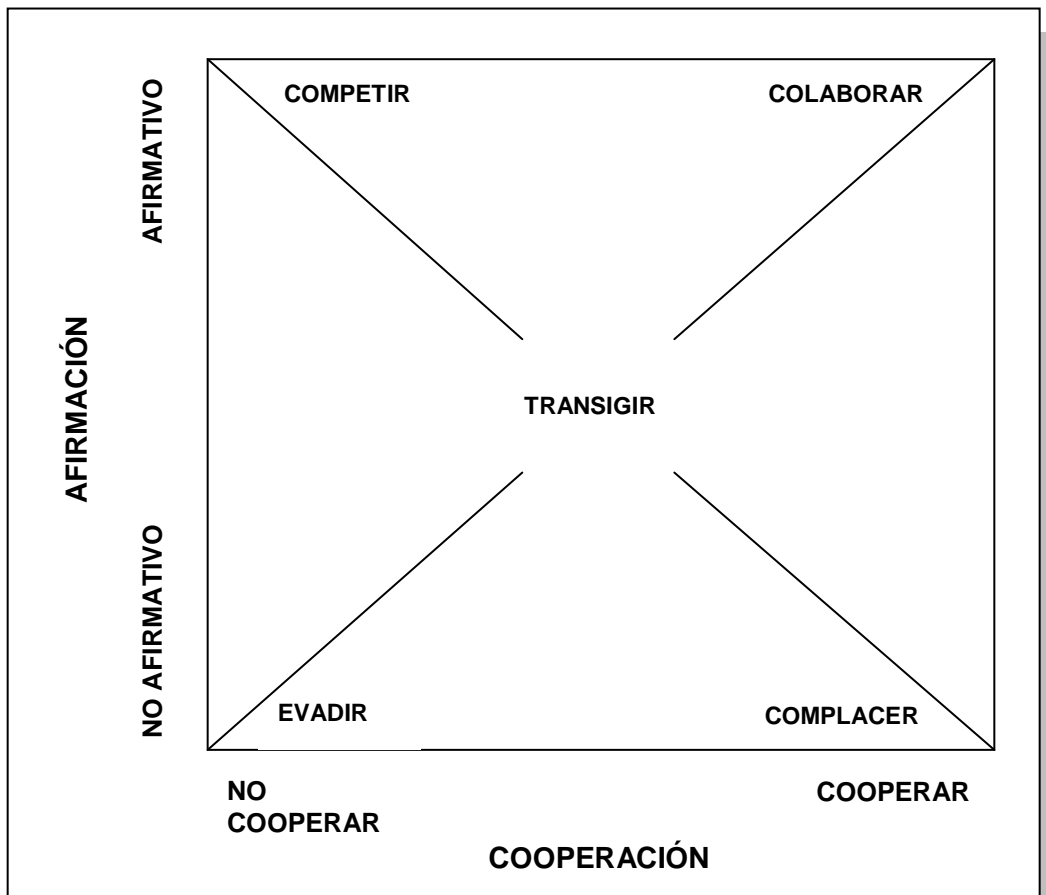 COMPETIR
COLABORAR
AFIRMATIVO
AFIRMACIÓN
TRANSIGIR
NO AFIRMATIVO
EVADIR
COMPLACER
NO
COOPERAR
COOPERAR
COOPERACIÓN